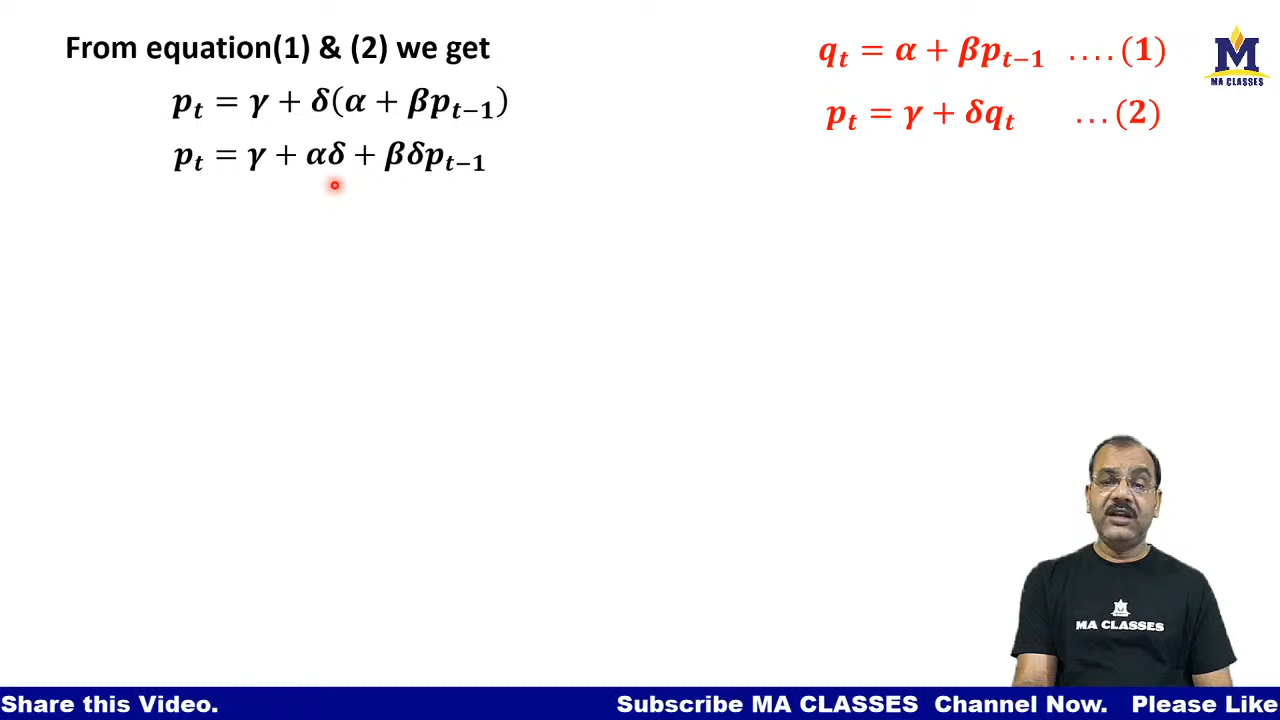 From equation(1) & (2) we get
pₜ = γ + δ(α + βpₜ₋₁)
pₜ = γ + αδ + βδpₜ₋₁
qₜ = α + βpₜ₋₁ ....(1)
pₜ = γ + δqₜ ...(2)
MA CLASSES
MA CLASSES
Share this Video. Subscribe MA CLASSES Channel Now. Please Like